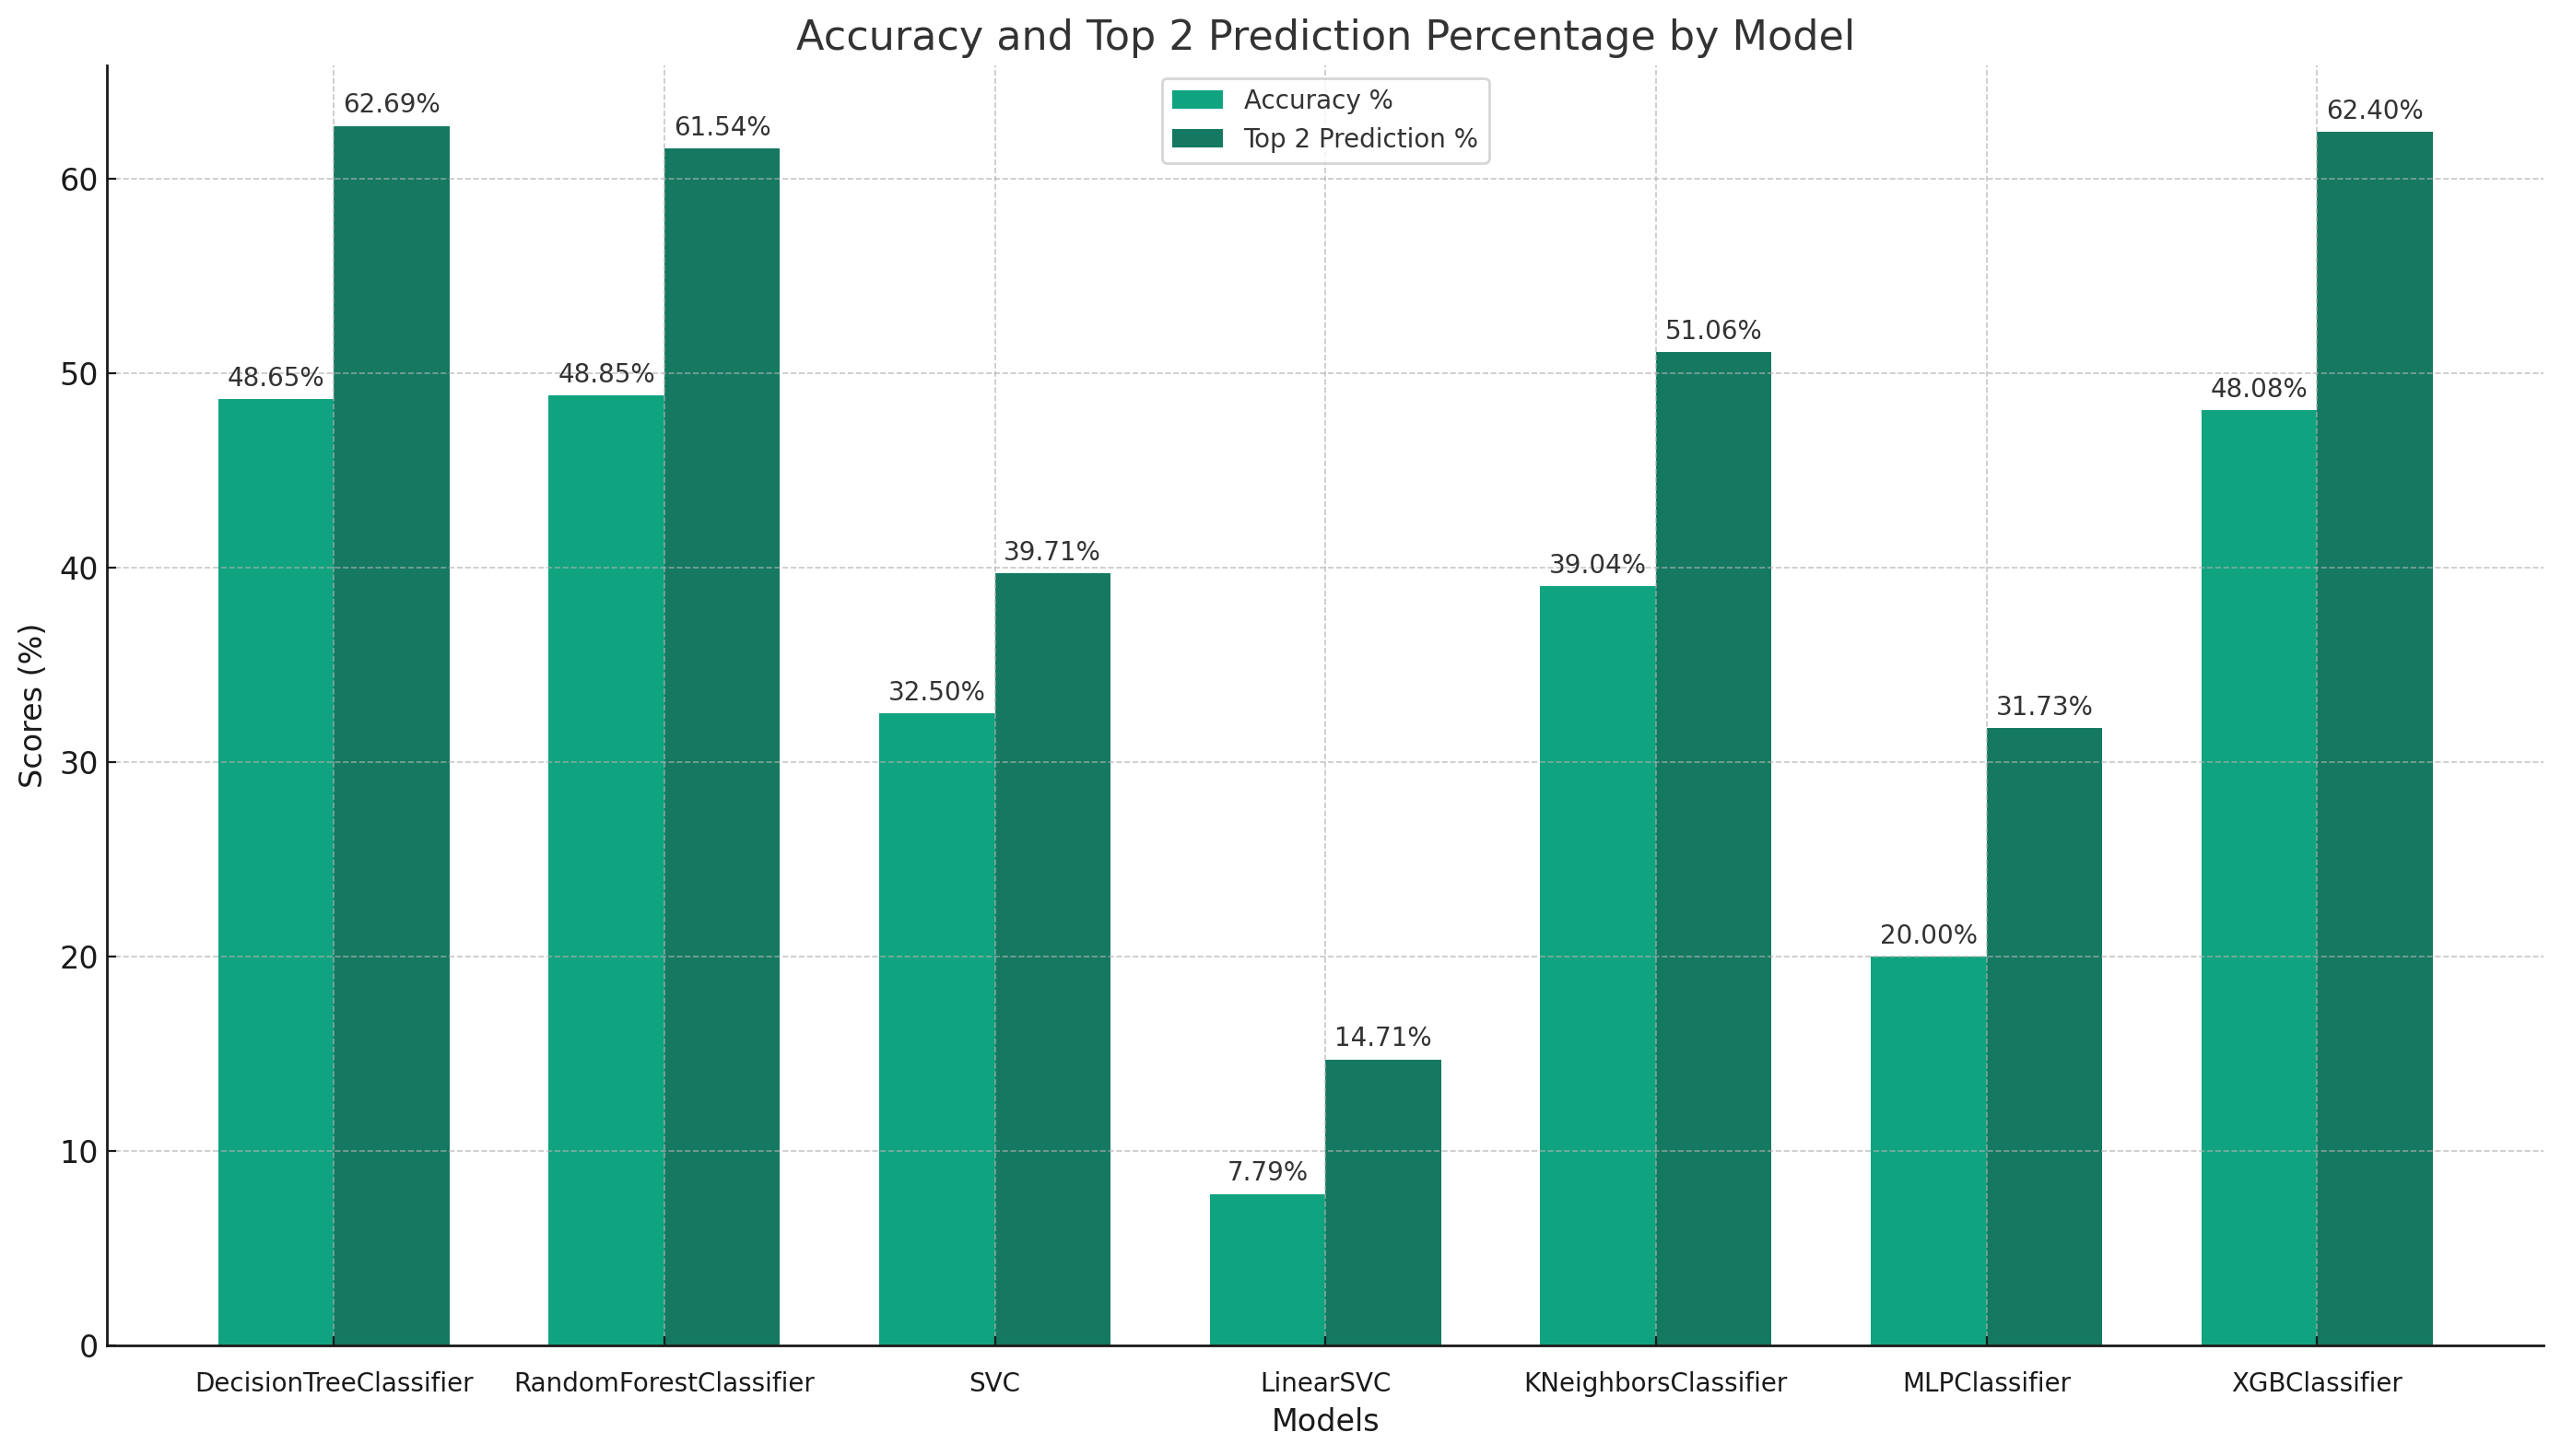 Accuracy and Top 2 Prediction Percentage by Model
Accuracy %
Top 2 Prediction %
Scores (%)
60
50
40
30
20
10
0
48.65%
62.69%
48.85%
61.54%
32.50%
39.71%
7.79%
14.71%
39.04%
51.06%
20.00%
31.73%
48.08%
62.40%
DecisionTreeClassifier
RandomForestClassifier
SVC
LinearSVC
KNeighborsClassifier
MLPClassifier
XGBClassifier
Models